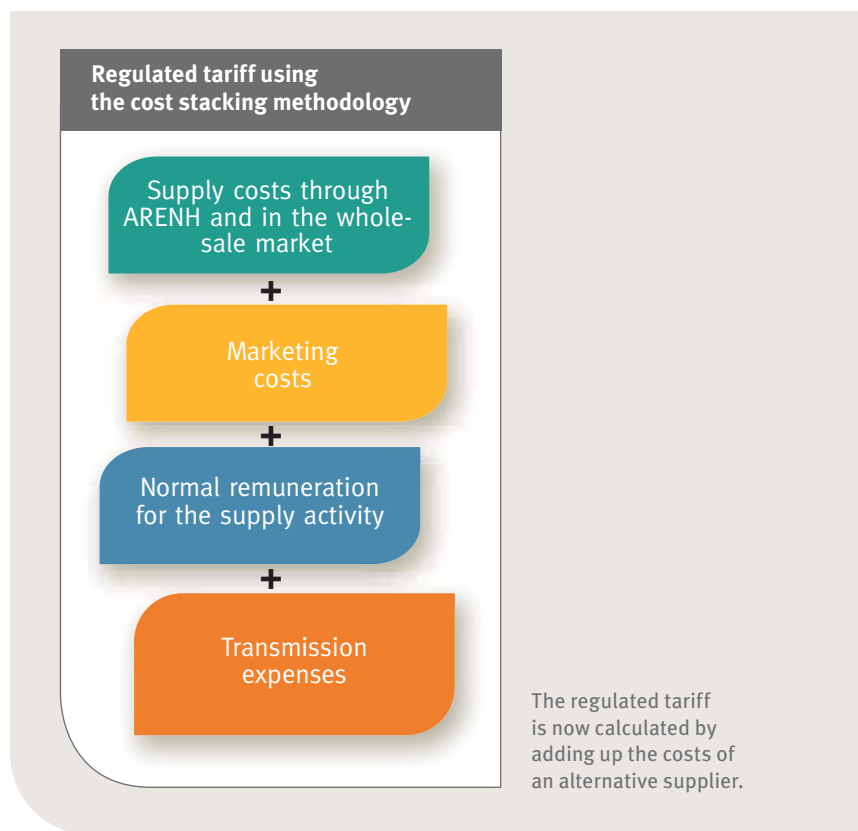 Regulated tariff using
the cost stacking methodology
Supply costs through
ARENH and in the whole-
sale market
+
Marketing
costs
+
Normal remuneration
for the supply activity
+
Transmission
expenses
The regulated tariff
is now calculated by
adding up the costs of
an alternative supplier.